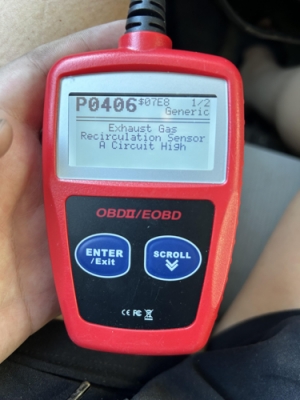 P0406 $07E8 1/2
Generic
Exhaust Gas
Recirculation Sensor
A Circuit High
OBDII/EOBD
ENTER
/Exit
SCROLL
CE FC